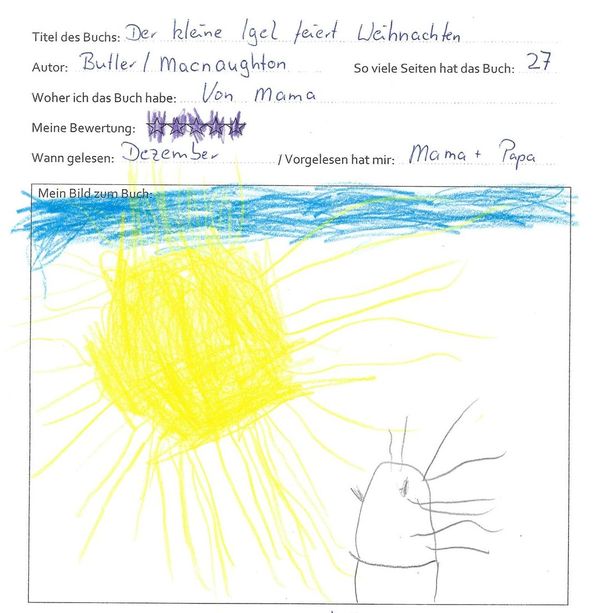 Titel des Buchs: Der kleine Igel feiert Weihnachten
Autor: Butler / Macnaughton So viele Seiten hat das Buch: 27
Woher ich das Buch habe: Von Mama
Meine Bewertung:
Wann gelesen: Dezember / Vorgelesen hat mir: Mama + Papa
Mein Bild zum Buch: